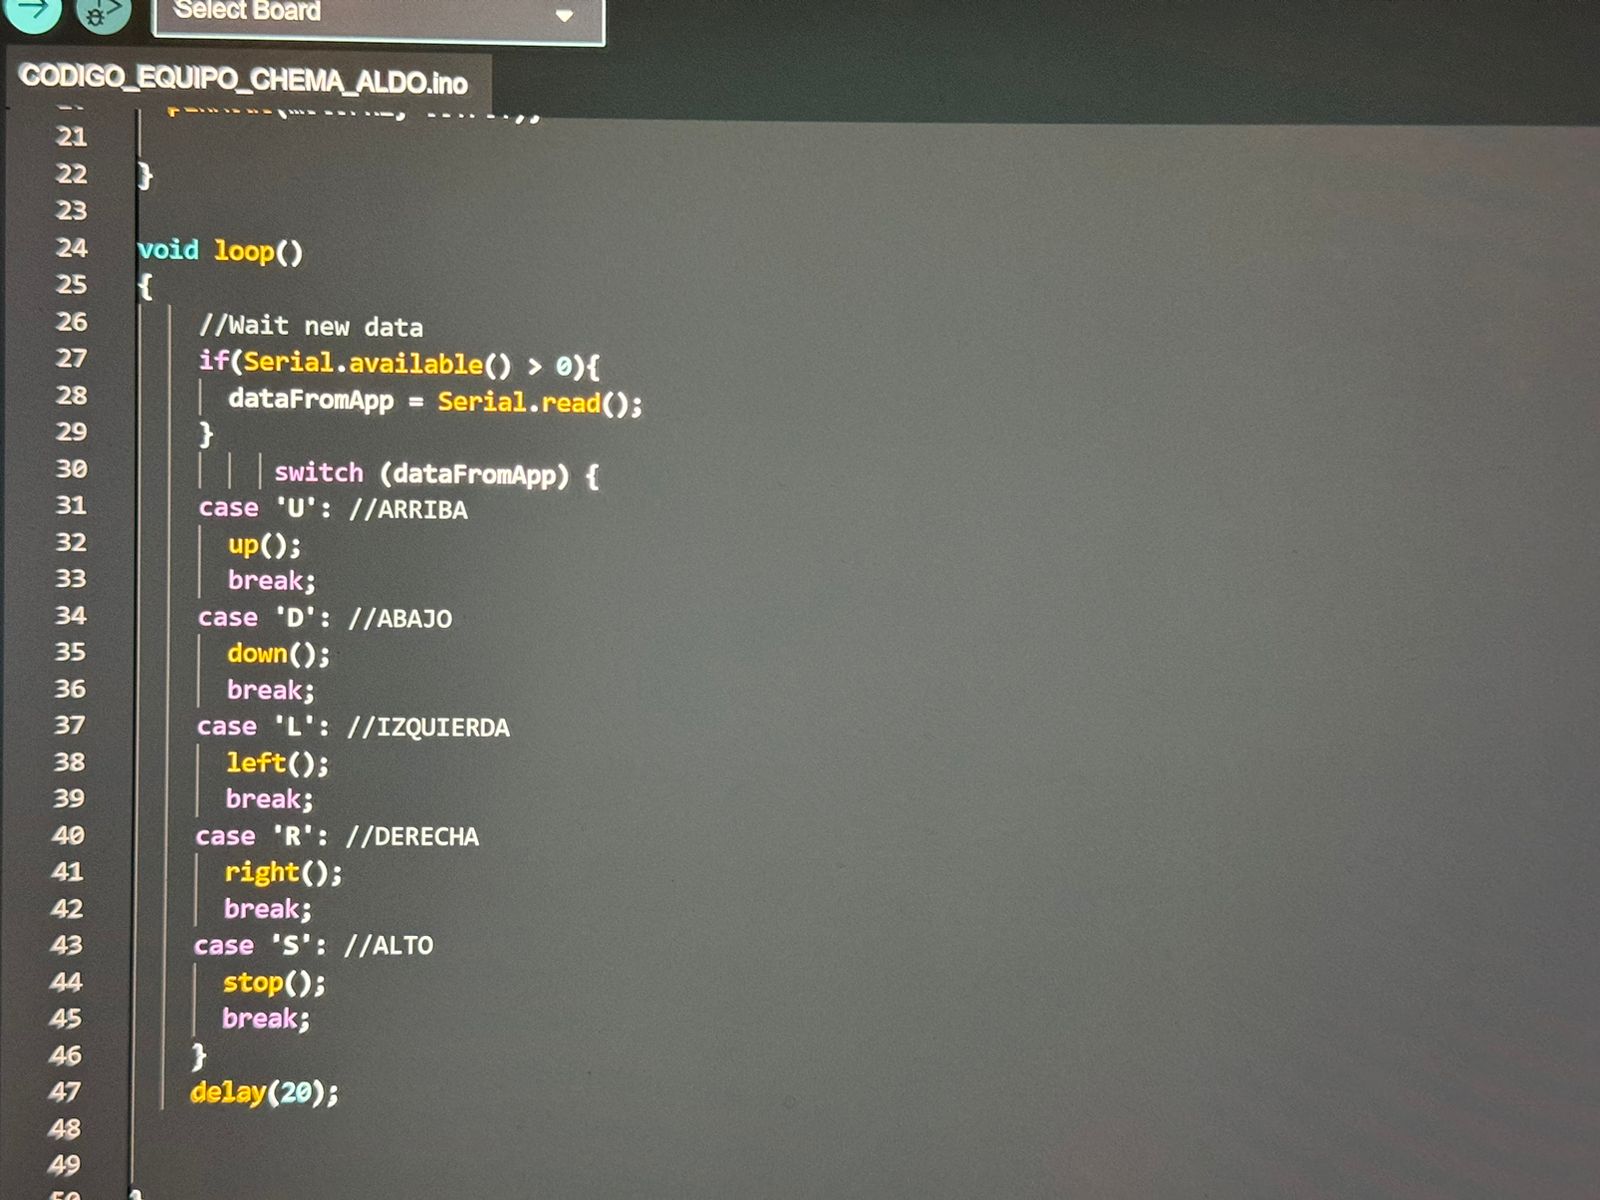 Select Board
CODIGO_EQUIPO_CHEMA_ALDO.ino
21
22 }
23
24 void loop()
25 {
26 //Wait new data
27 if(Serial.available() > 0){
28 dataFromApp = Serial.read();
29 }
30 switch (dataFromApp) {
31 case 'U': //ARRIBA
32 up();
33 break;
34 case 'D': //ABAJO
35 down();
36 break;
37 case 'L': //IZQUIERDA
38 left();
39 break;
40 case 'R': //DERECHA
41 right();
42 break;
43 case 'S': //ALTO
44 stop();
45 break;
46 }
47 delay(20);
48
49
50 }